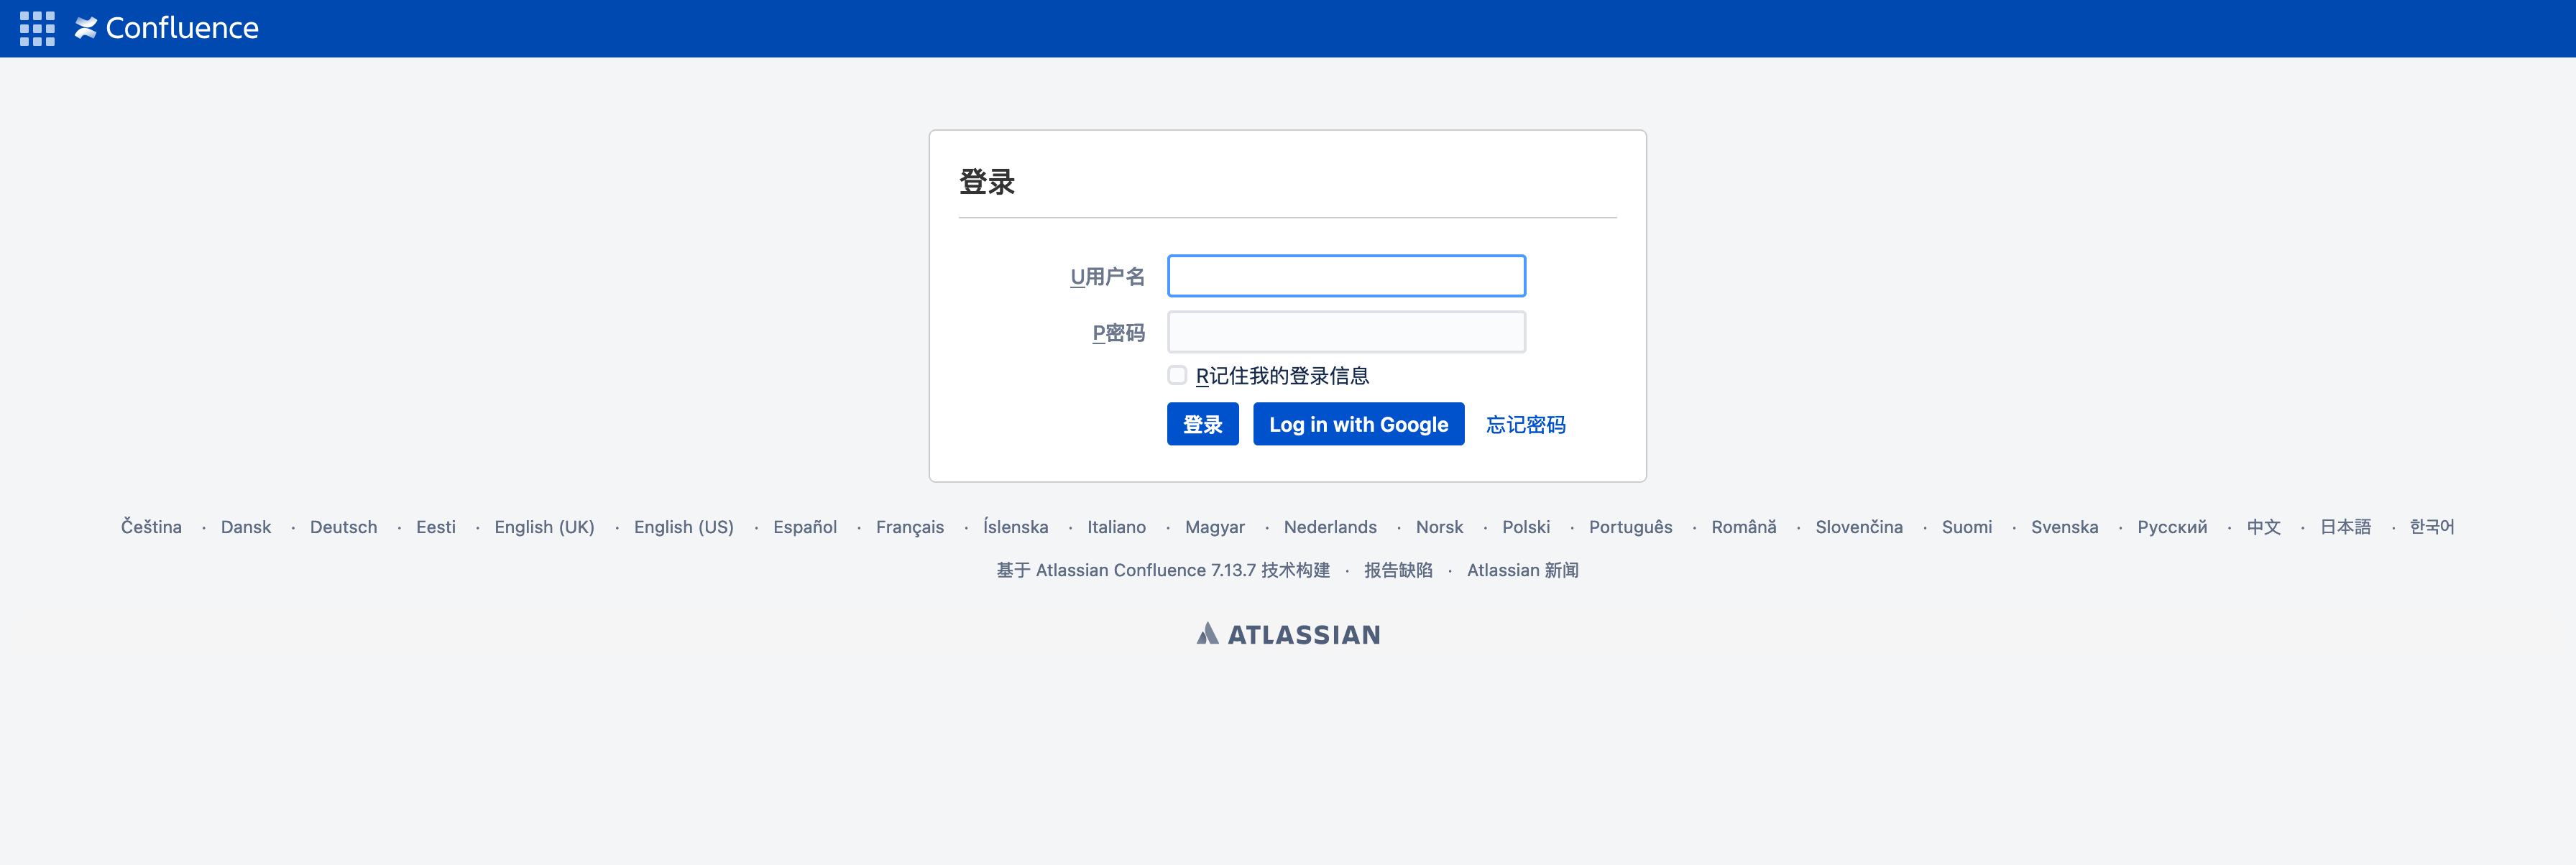 Confluence
登录
U用户名
P密码
R记住我的登录信息
登录 Log in with Google 忘记密码
Čeština · Dansk · Deutsch · Eesti · English (UK) · English (US) · Español · Français · Íslenska · Italiano · Magyar · Nederlands · Norsk · Polski · Português · Română · Slovenčina · Suomi · Svenska · Русский · 中文 · 日本語 · 한국어
基于 Atlassian Confluence 7.13.7 技术构建 · 报告缺陷 · Atlassian 新闻
ATLASSIAN